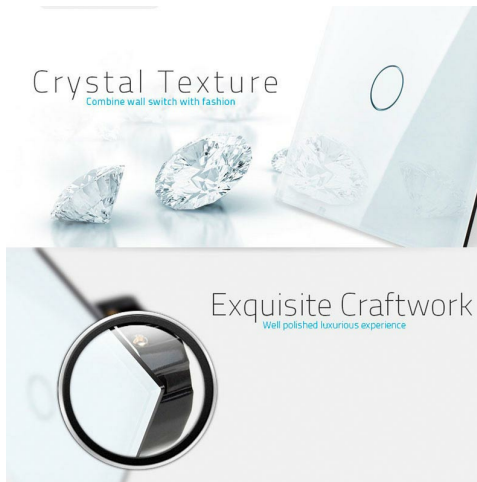 Crystal Texture
Combine wall switch with fashion
Exquisite Craftwork
Well polished luxurious experience